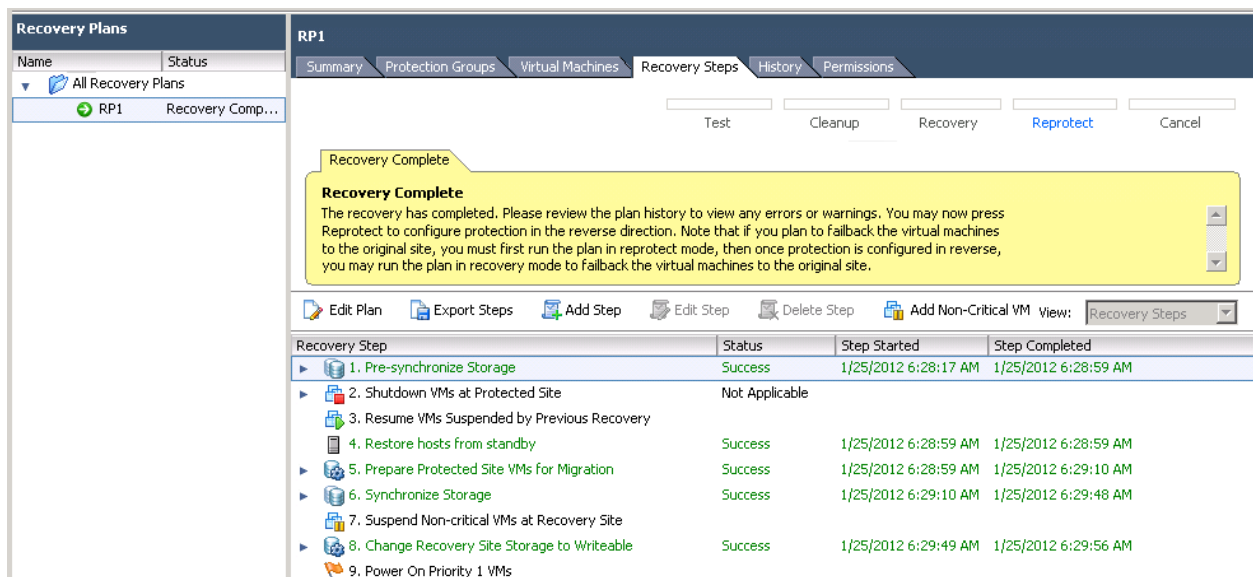 Recovery Plans
RP1
Name Status
Summary Protection Groups Virtual Machines Recovery Steps History Permissions
All Recovery Plans
RP1 Recovery Comp...
Test Cleanup Recovery Reprotect Cancel
Recovery Complete
Recovery Complete
The recovery has completed. Please review the plan history to view any errors or warnings. You may now press
Reprotect to configure protection in the reverse direction. Note that if you plan to failback the virtual machines
to the original site, you must first run the plan in reprotect mode, then once protection is configured in reverse,
you may run the plan in recovery mode to failback the virtual machines to the original site.
Edit Plan Export Steps Add Step Edit Step Delete Step Add Non-Critical VM View: Recovery Steps
Recovery Step Status Step Started Step Completed
1. Pre-synchronize Storage Success 1/25/2012 6:28:17 AM 1/25/2012 6:28:59 AM
2. Shutdown VMs at Protected Site Not Applicable
3. Resume VMs Suspended by Previous Recovery
4. Restore hosts from standby Success 1/25/2012 6:28:59 AM 1/25/2012 6:28:59 AM
5. Prepare Protected Site VMs for Migration Success 1/25/2012 6:28:59 AM 1/25/2012 6:29:10 AM
6. Synchronize Storage Success 1/25/2012 6:29:10 AM 1/25/2012 6:29:48 AM
7. Suspend Non-critical VMs at Recovery Site
8. Change Recovery Site Storage to Writeable Success 1/25/2012 6:29:49 AM 1/25/2012 6:29:56 AM
9. Power On Priority 1 VMs